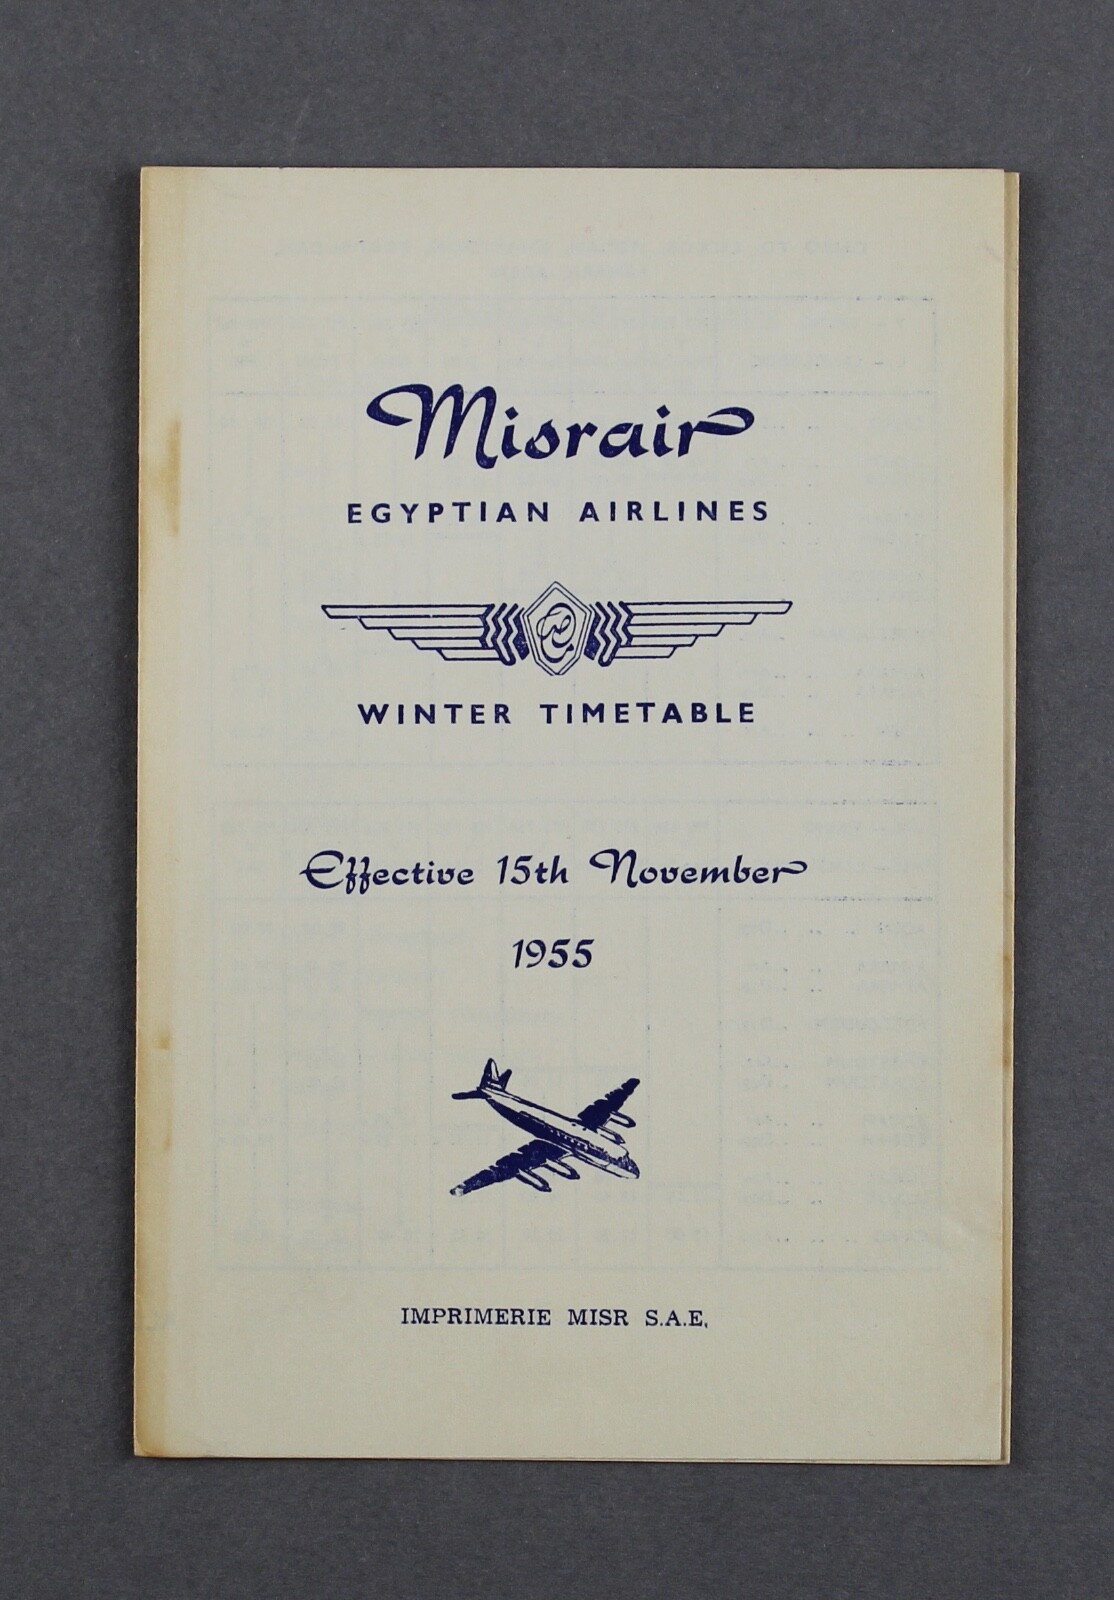 Misrair
EGYPTIAN AIRLINES
WINTER TIMETABLE
Effective 15th November
1955
IMPRIMERIE MISR S.A.E.